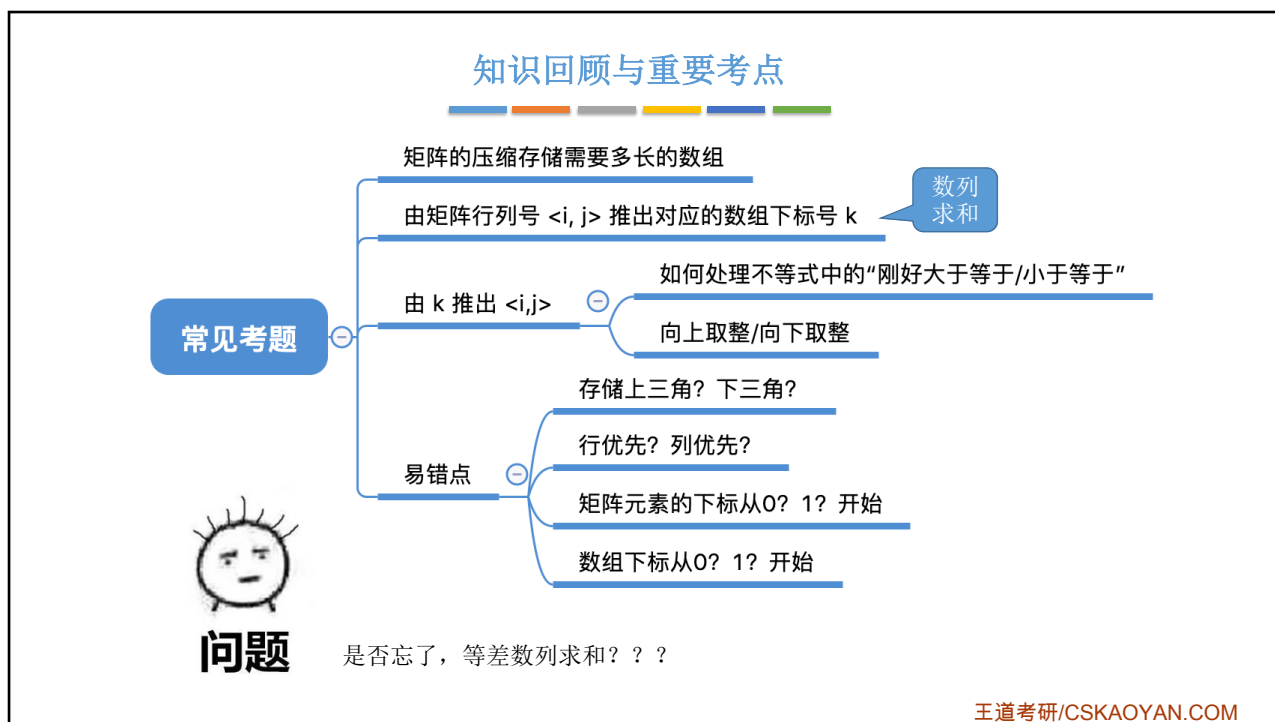 知识回顾与重要考点
矩阵的压缩存储需要多长的数组
由矩阵行列号 <i, j> 推出对应的数组下标号 k
数列
求和
常见考题
由 k 推出 <i,j>
如何处理不等式中的“刚好大于等于/小于等于”
向上取整/向下取整
易错点
存储上三角？下三角？
行优先？列优先？
矩阵元素的下标从0？1？开始
数组下标从0？1？开始
问题
是否忘了，等差数列求和？？？
王道考研/CSKAOYAN.COM